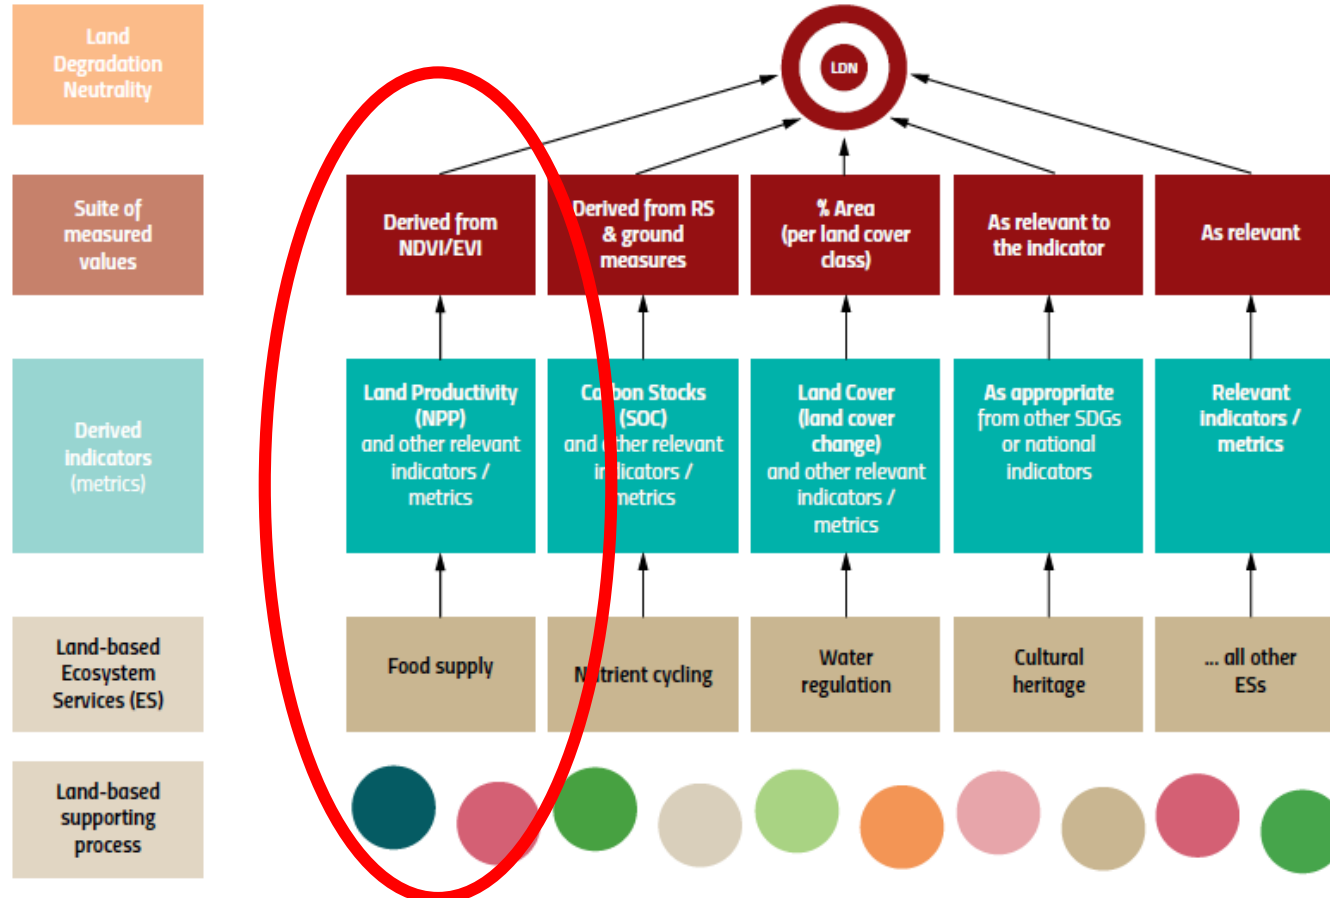 Land
Degradation
Neutrality
LDN
Suite of
measured
values
Derived from
NDVI/EVI
Derived from RS
& ground
measures
% Area
(per land cover
class)
As relevant to
the indicator
As relevant
Derived
indicators
(metrics)
Land Productivity
(NPP)
and other relevant
indicators /
metrics
Carbon Stocks
(SOC)
and other relevant
indicators /
metrics
Land Cover
(land cover
change)
and other relevant
indicators /
metrics
As appropriate
from other SDGs
or national
indicators
Relevant
indicators /
metrics
Land-based
Ecosystem
Services (ES)
Food supply
Nutrient cycling
Water
regulation
Cultural
heritage
... all other
ESs
Land-based
supporting
process